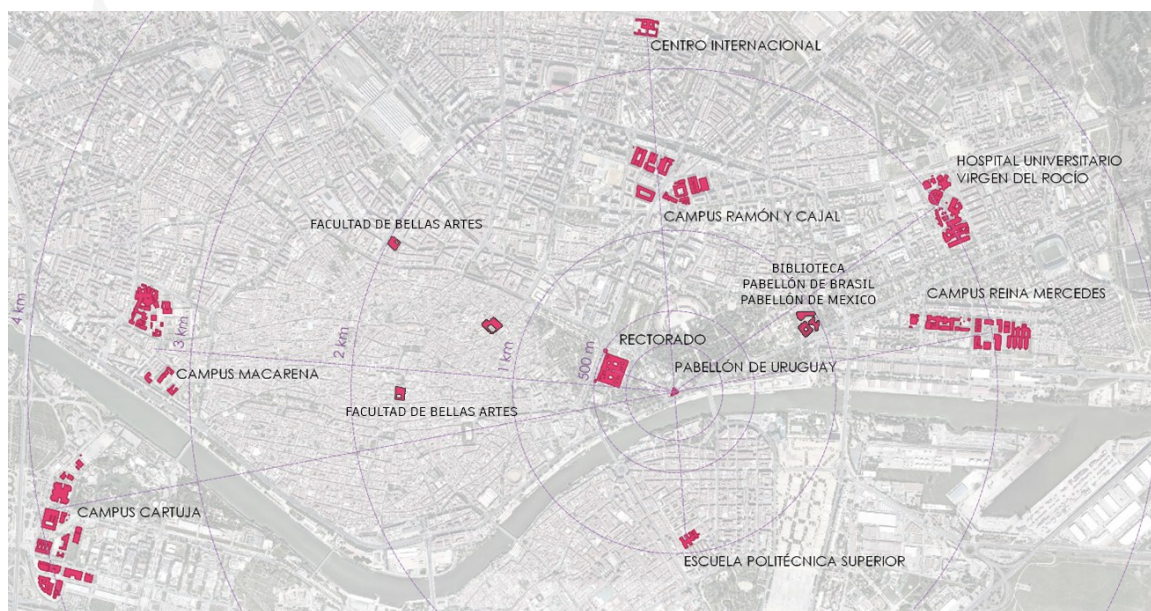 CENTRO INTERNACIONAL
HOSPITAL UNIVERSITARIO
VIRGEN DEL ROCÍO
CAMPUS RAMÓN Y CAJAL
FACULTAD DE BELLAS ARTES
BIBLIOTECA
PABELLÓN DE BRASIL
PABELLÓN DE MEXICO
CAMPUS REINA MERCEDES
4 km
3 km
2 km
1 km
500 m
RECTORADO
PABELLÓN DE URUGUAY
CAMPUS MACARENA
FACULTAD DE BELLAS ARTES
CAMPUS CARTUJA
ESCUELA POLITÉCNICA SUPERIOR